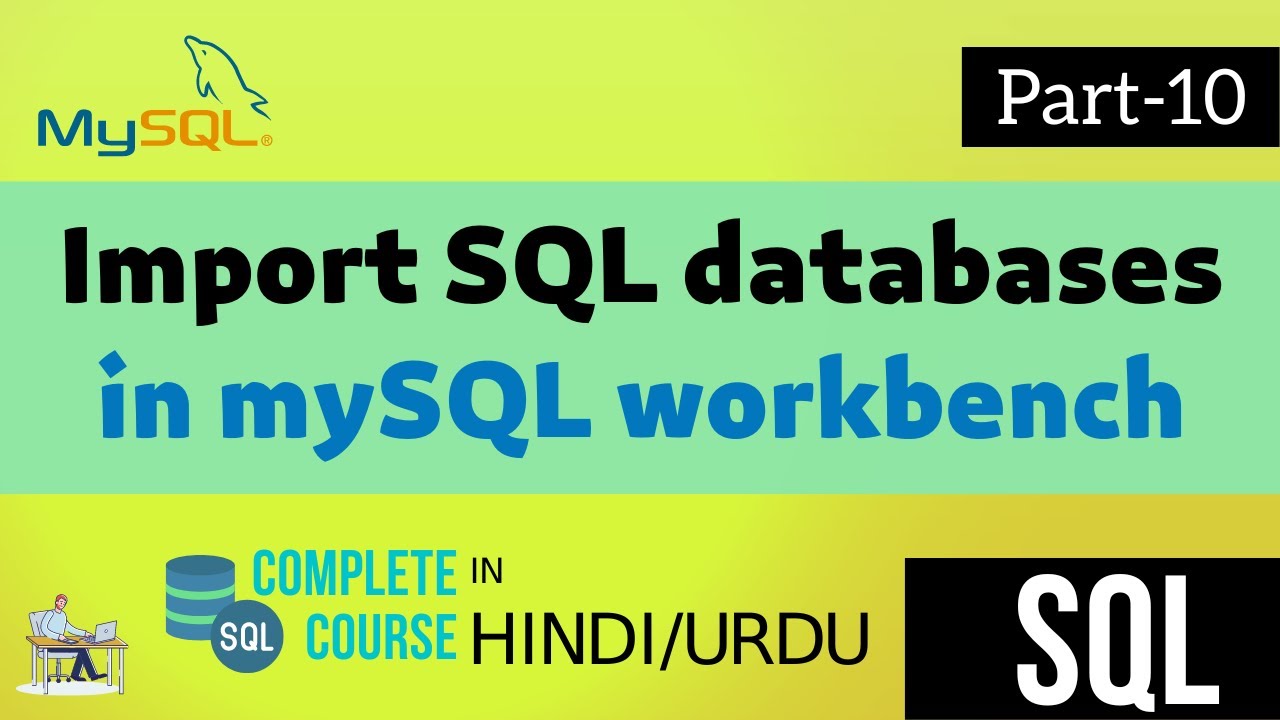 MySQL®
Part-10
Import SQL databases
in mySQL workbench
COMPLETE IN
COURSE HINDI/URDU
SQL
SQL